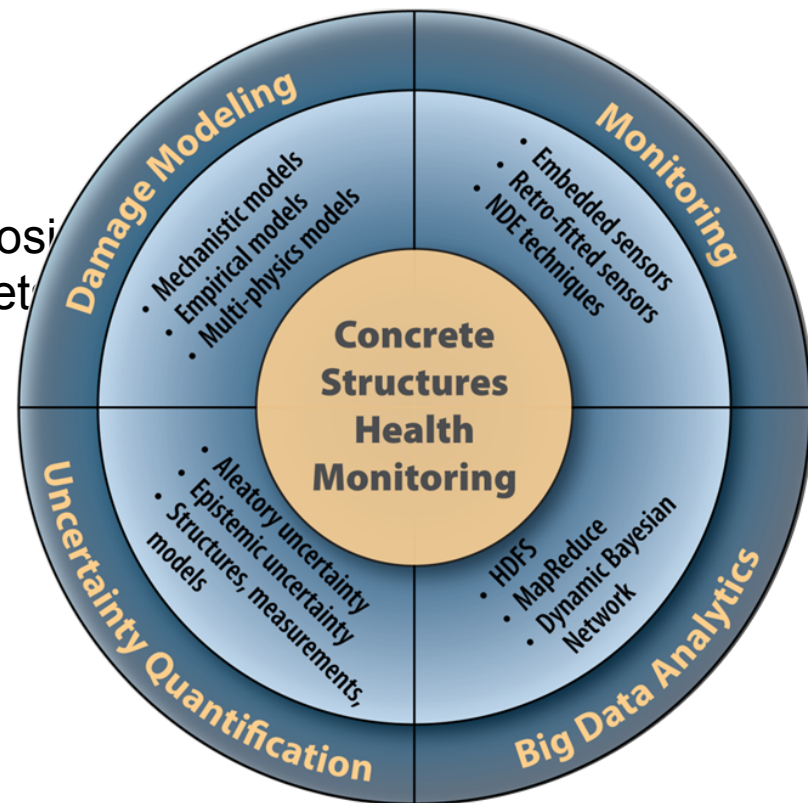 Damage Modeling
• Mechanistic models
• Empirical models
• Multi-physics models
Monitoring
• Embedded sensors
• Retro-fitted sensors
• NDE techniques
Concrete
Structures
Health
Monitoring
Uncertainty Quantification
• Aleatory uncertainty
• Epistemic uncertainty
• Structures, measurements,
models
Big Data Analytics
• HDFS
• MapReduce
• Dynamic Bayesian
Network